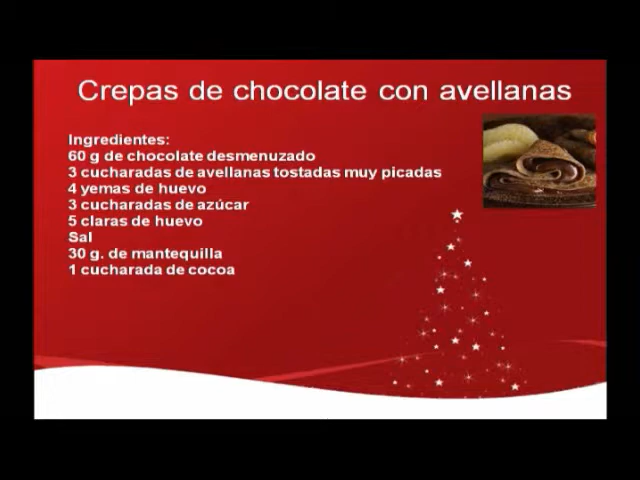 Crepas de chocolate con avellanas
Ingredientes:
60 g de chocolate desmenuzado
3 cucharadas de avellanas tostadas muy picadas
4 yemas de huevo
3 cucharadas de azúcar
5 claras de huevo
Sal
30 g. de mantequilla
1 cucharada de cocoa